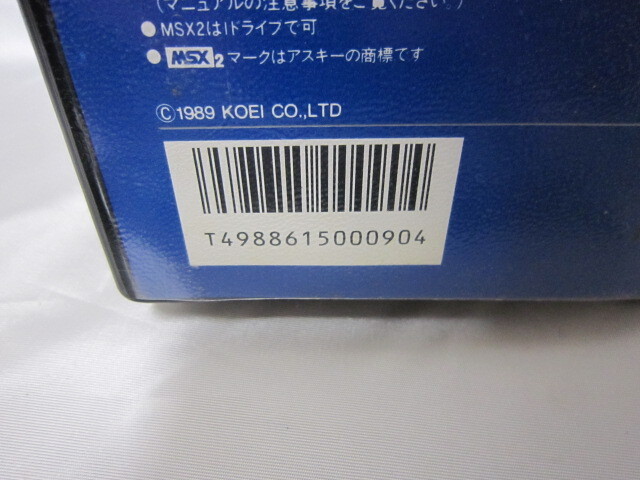 (マニュアルの注意事項をご覧ください。)
● MSX2は1ドライブで可
● MSX2マークはアスキーの商標です
©1989 KOEI CO.,LTD
T4988615000904